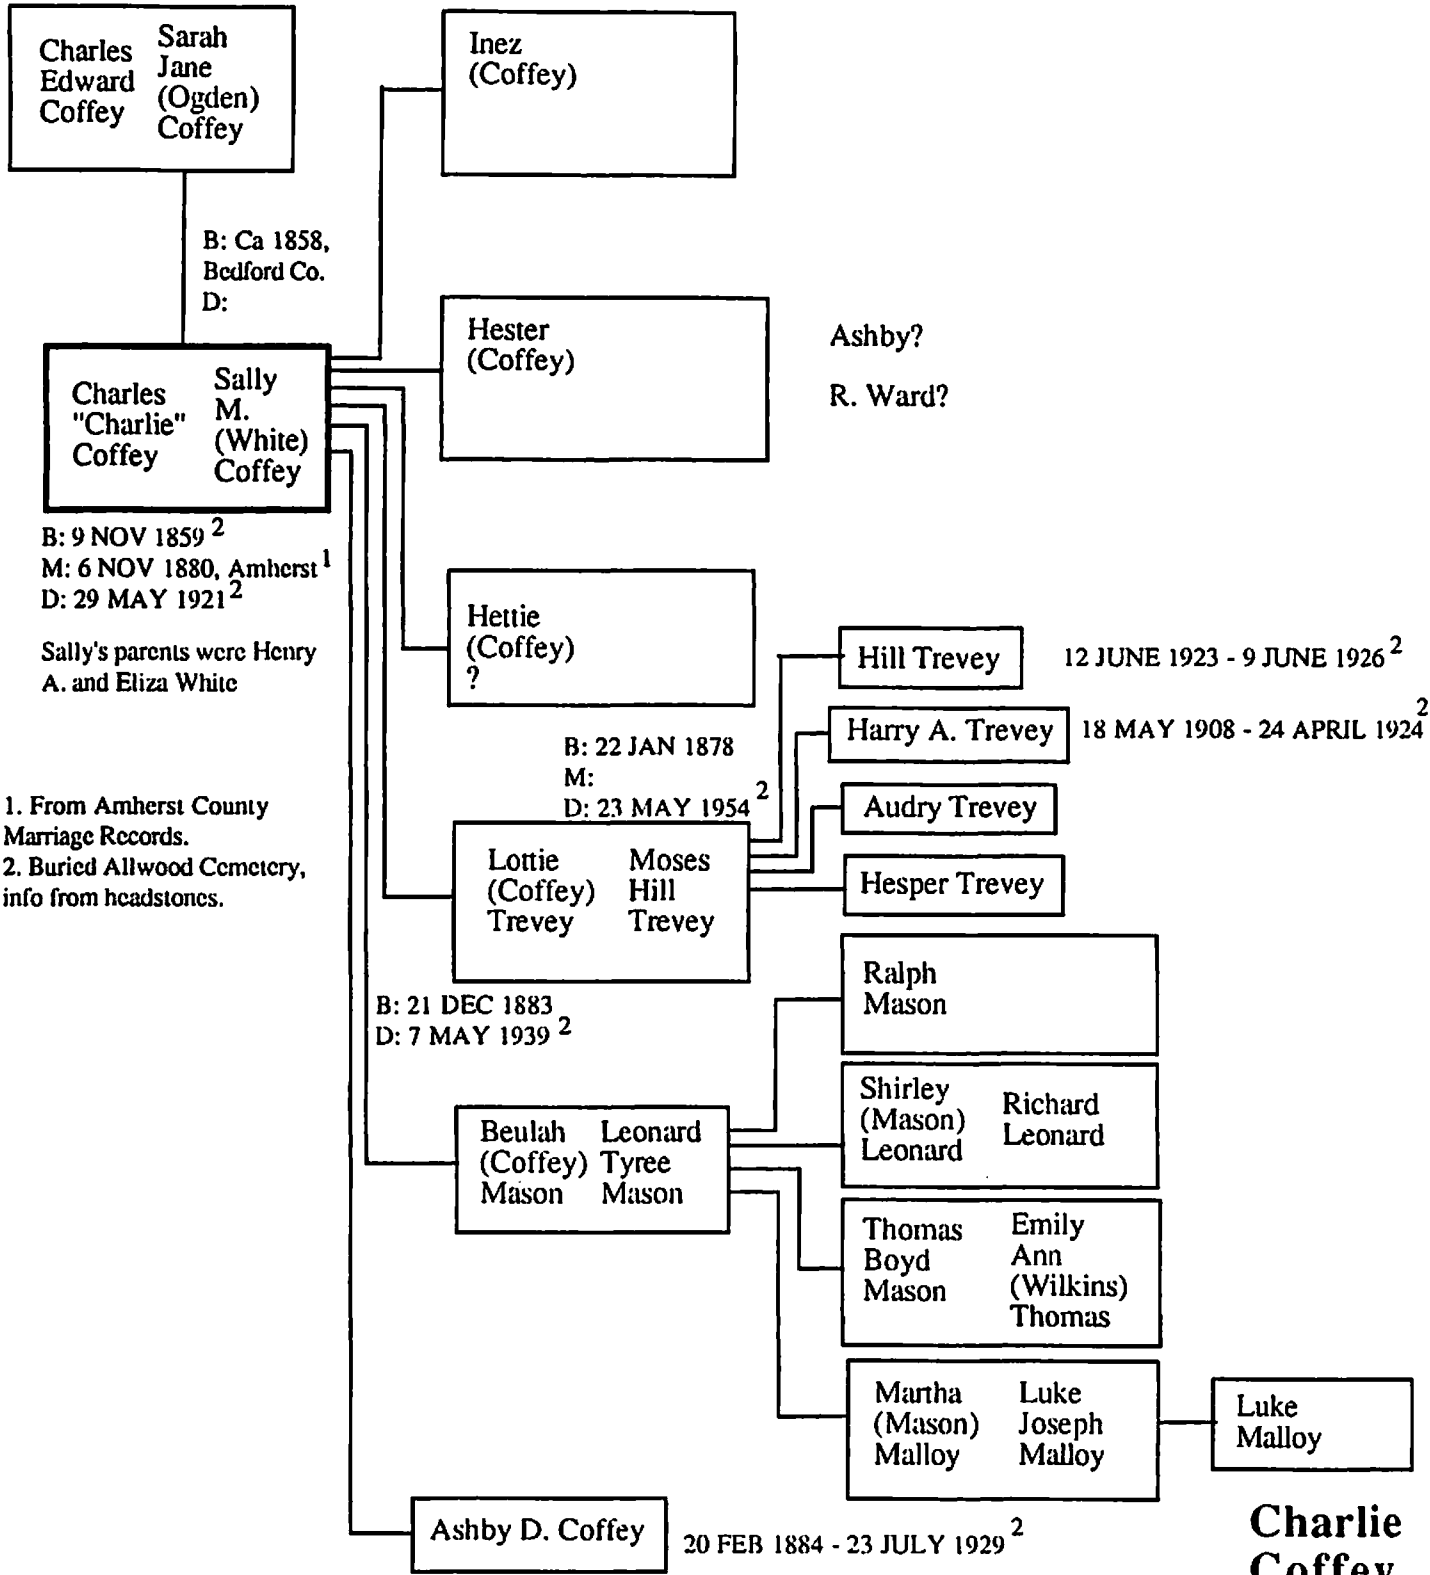 Charles
Edward
Coffey
Sarah
Jane
(Ogden)
Coffey
B: Ca 1858,
Bedford Co.
D:
Charles
"Charlie"
Coffey
Sally
M.
(White)
Coffey
B: 9 NOV 1859 2
M: 6 NOV 1880, Amherst 1
D: 29 MAY 1921 2
Sally's parents were Henry
A. and Eliza White
1. From Amherst County
Marriage Records.
2. Buried Allwood Cemetery,
info from headstones.
Inez
(Coffey)
Hester
(Coffey)
Ashby?
R. Ward?
Hettie
(Coffey)
?
B: 22 JAN 1878
M:
D: 23 MAY 1954 2
Lottie
(Coffey)
Trevey
Moses
Hill
Trevey
Hill Trevey
12 JUNE 1923 - 9 JUNE 1926 2
Harry A. Trevey
18 MAY 1908 - 24 APRIL 1924 2
Audry Trevey
Hesper Trevey
B: 21 DEC 1883
D: 7 MAY 1939 2
Beulah
(Coffey)
Mason
Leonard
Tyree
Mason
Ralph
Mason
Shirley
(Mason)
Leonard
Richard
Leonard
Thomas
Boyd
Mason
Emily
Ann
(Wilkins)
Thomas
Martha
(Mason)
Malloy
Luke
Joseph
Malloy
Luke
Malloy
Ashby D. Coffey
20 FEB 1884 - 23 JULY 1929 2
Charlie
Coffey